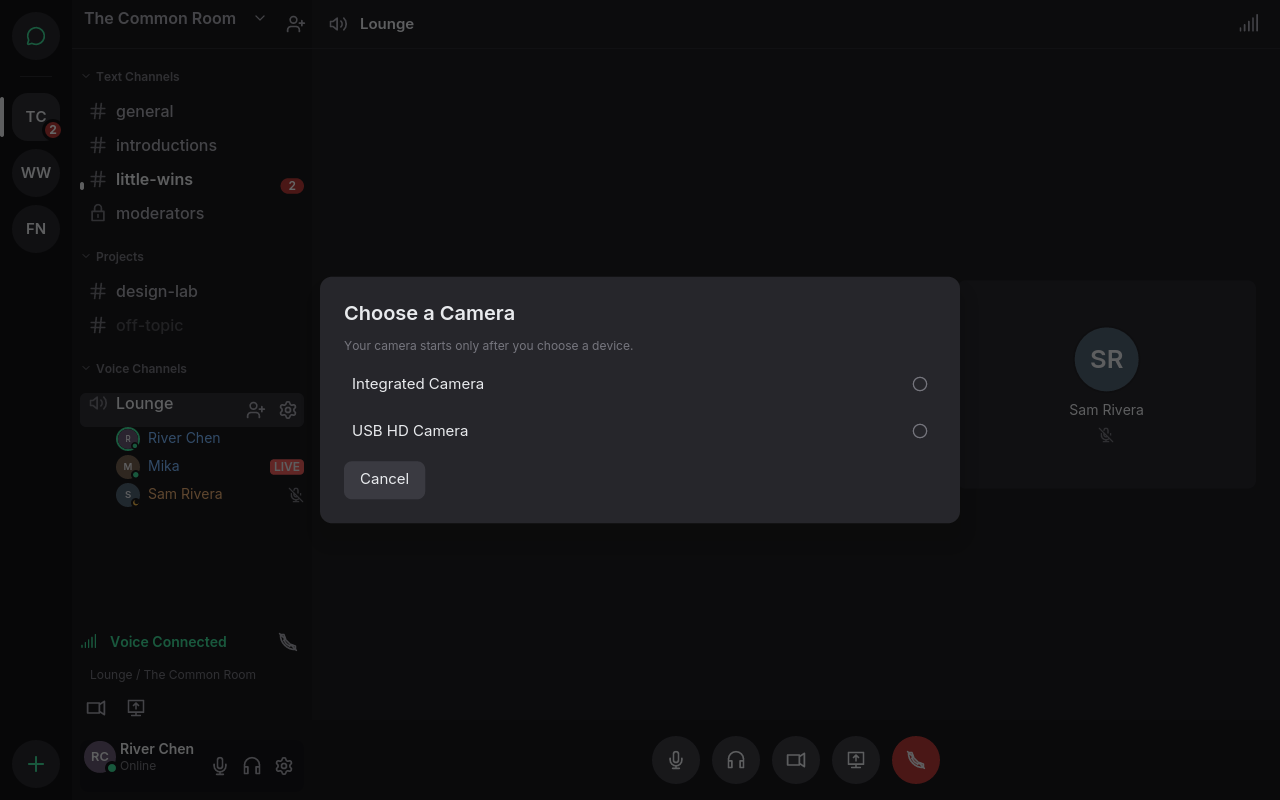 The Common Room
Lounge
Text Channels
TC
2
general
introductions
WW
little-wins
2
moderators
FN
Projects
design-lab
off-topic
Voice Channels
Lounge
R
River Chen
M
Mika
LIVE
S
Sam Rivera
Choose a Camera
Your camera starts only after you choose a device.
Integrated Camera
USB HD Camera
Cancel
SR
Sam Rivera
Voice Connected
Lounge / The Common Room
RC
River Chen
Online